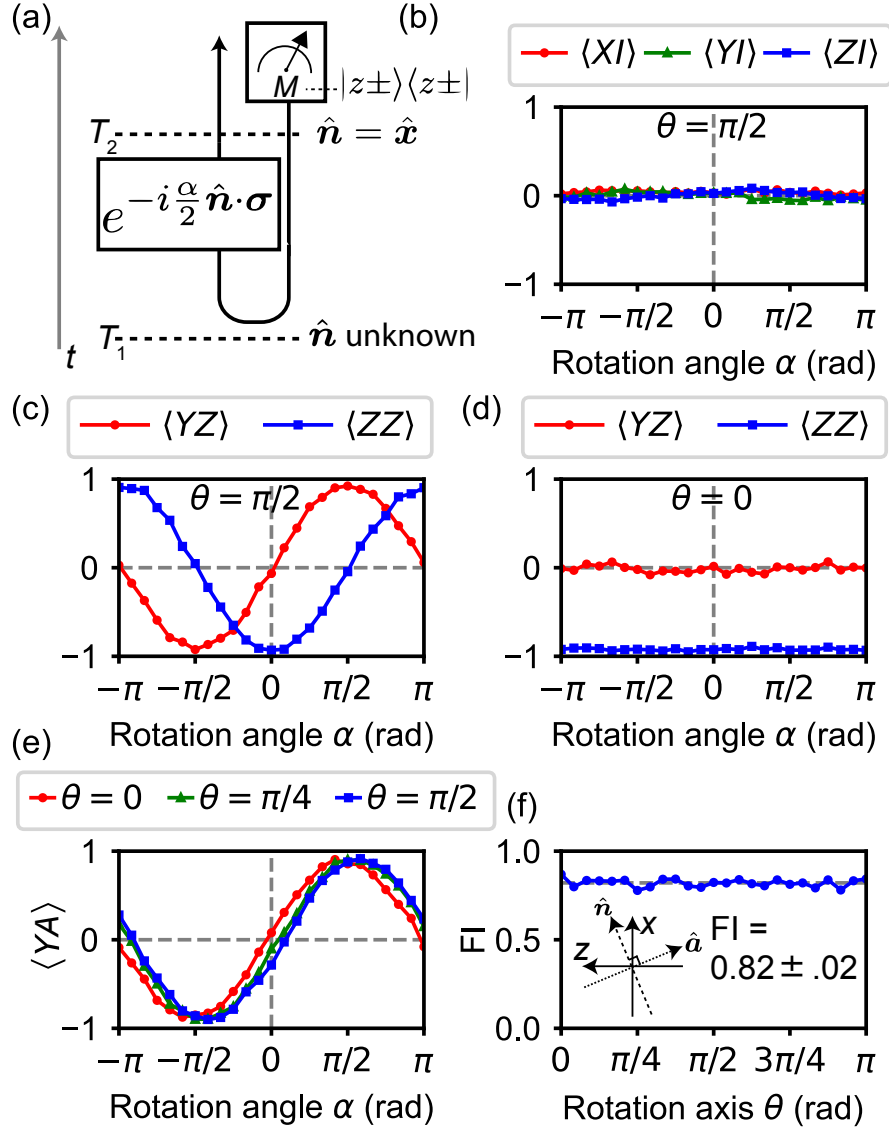 (a)
M
|z±⟩⟨z±|
T₂
n̂ = x̂
e^{-i α/2 n̂·σ}
T₁
n̂ unknown
t
(b)
⟨XI⟩ ⟨YI⟩ ⟨ZI⟩
θ = π/2
1
0
−1
−π −π/2 0 π/2 π
Rotation angle α (rad)
(c)
⟨YZ⟩ ⟨ZZ⟩
θ = π/2
1
0
−1
−π −π/2 0 π/2 π
Rotation angle α (rad)
(d)
⟨YZ⟩ ⟨ZZ⟩
θ = 0
1
0
−1
−π −π/2 0 π/2 π
Rotation angle α (rad)
(e)
θ = 0 θ = π/4 θ = π/2
⟨YA⟩
1
0
−1
−π −π/2 0 π/2 π
Rotation angle α (rad)
(f)
FI
1.0
0.5
0.0
n̂
x
â
z
FI =
0.82 ± .02
0 π/4 π/2 3π/4 π
Rotation axis θ (rad)